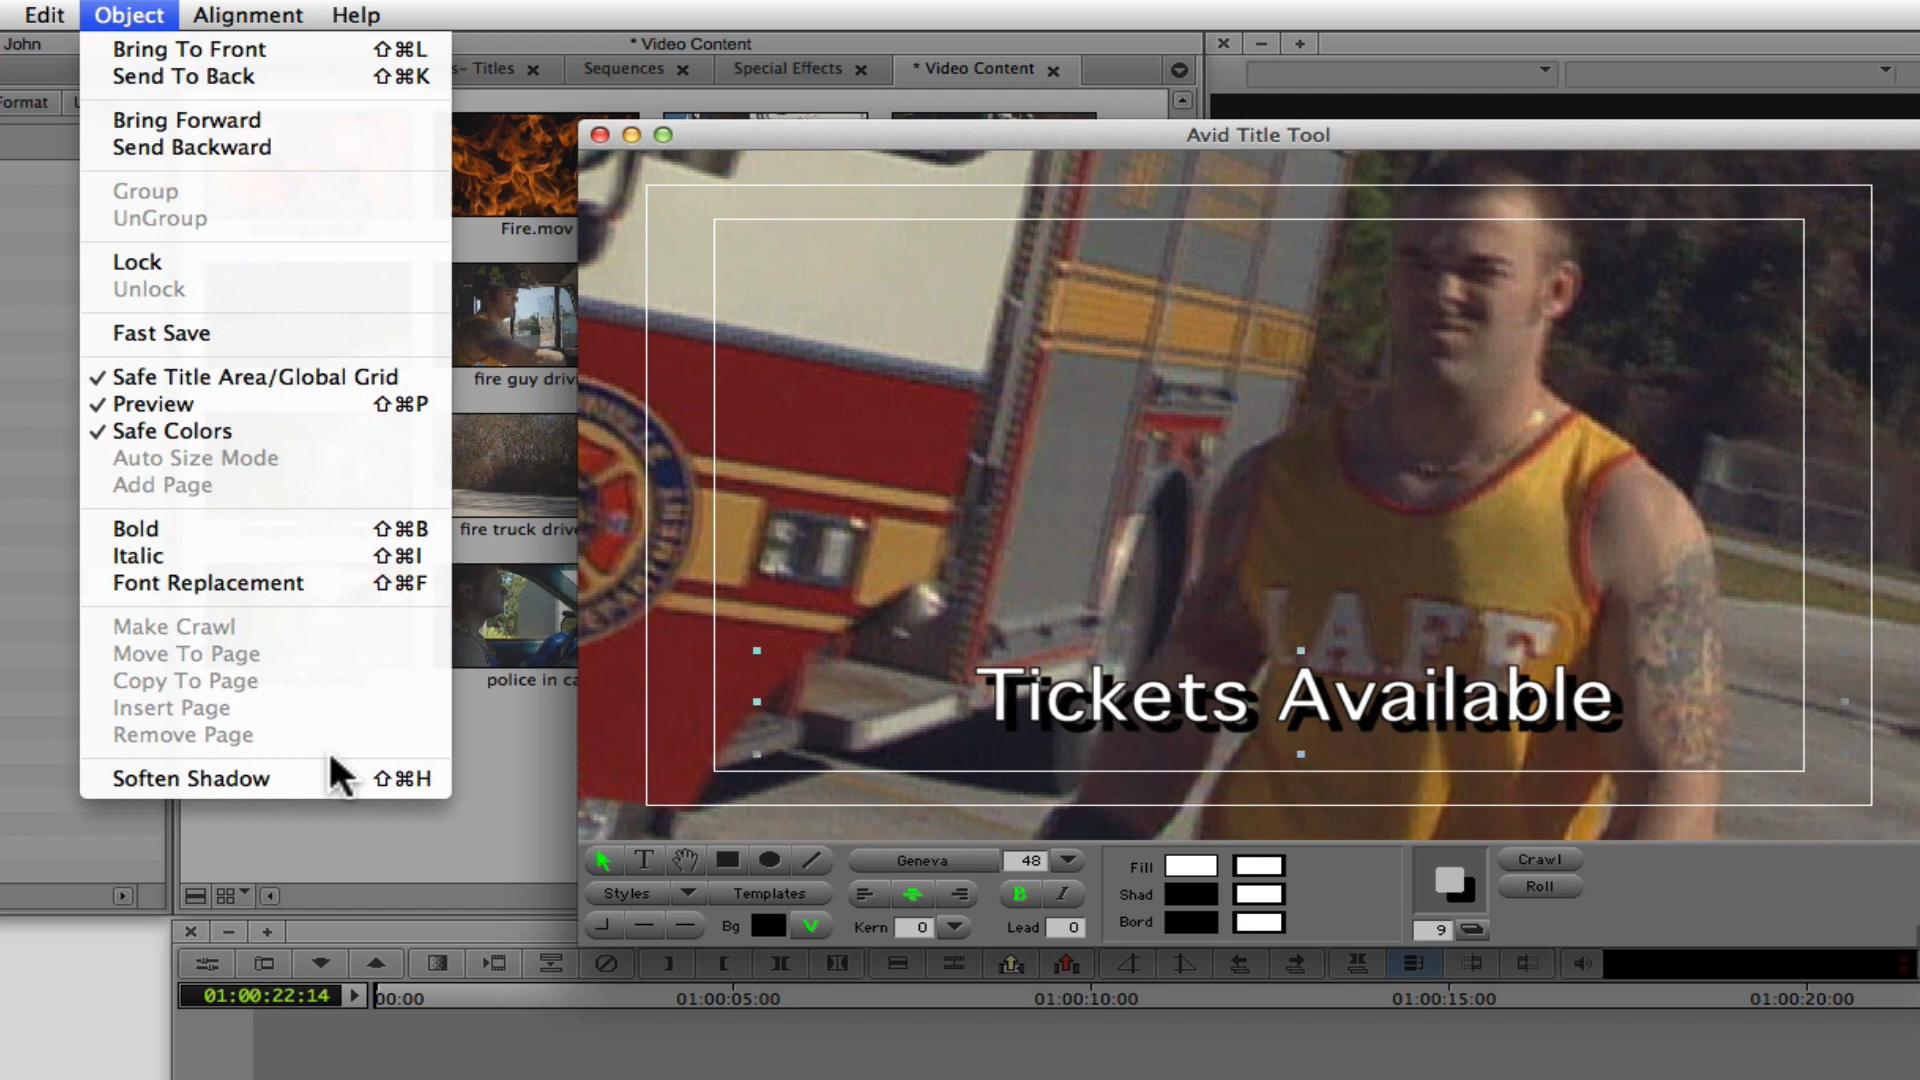 Edit Object Alignment Help
John
* Video Content
s- Titles Sequences Special Effects * Video Content
Format
Bring To Front ⇧⌘L
Send To Back ⇧⌘K
Bring Forward
Send Backward
Group
UnGroup
Lock
Unlock
Fast Save
✓ Safe Title Area/Global Grid
✓ Preview ⇧⌘P
✓ Safe Colors
Auto Size Mode
Add Page
Bold ⇧⌘B
Italic ⇧⌘I
Font Replacement ⇧⌘F
Make Crawl
Move To Page
Copy To Page
Insert Page
Remove Page
Soften Shadow ⇧⌘H
Fire.mov
fire guy drivi
fire truck drive
police in ca
Avid Title Tool
Tickets Available
T Geneva 48
Styles Templates B I
Bg V Kern 0 Lead 0
Fill
Shad
Bord
9
Crawl
Roll
01:00:22:14
00:00 01:00:05:00 01:00:10:00 01:00:15:00 01:00:20:00